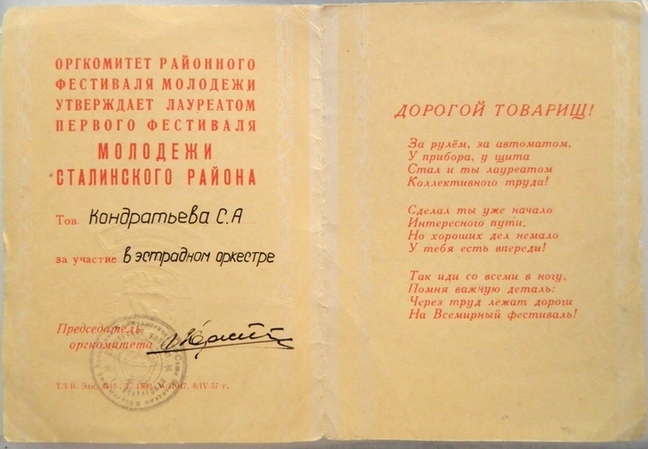 ОРГКОМИТЕТ РАЙОННОГО
ФЕСТИВАЛЯ МОЛОДЕЖИ
УТВЕРЖДАЕТ ЛАУРЕАТОМ
ПЕРВОГО ФЕСТИВАЛЯ
МОЛОДЕЖИ
СТАЛИНСКОГО РАЙОНА
Тов. Кондратьева С.А
за участие в эстрадном оркестре
Председатель
оргкомитета
8/IV-57 г.
ДОРОГОЙ ТОВАРИЩ!
За рулём, за автоматом,
У прибора, у щита
Стал и ты лауреатом
Коллективного труда!
Сделал ты уже начало
Интересного пути.
Но хороших дел немало
У тебя есть впереди!
Так иди со всеми в ногу,
Помня важную деталь:
Через труд лежат дороги
На Всемирный фестиваль!